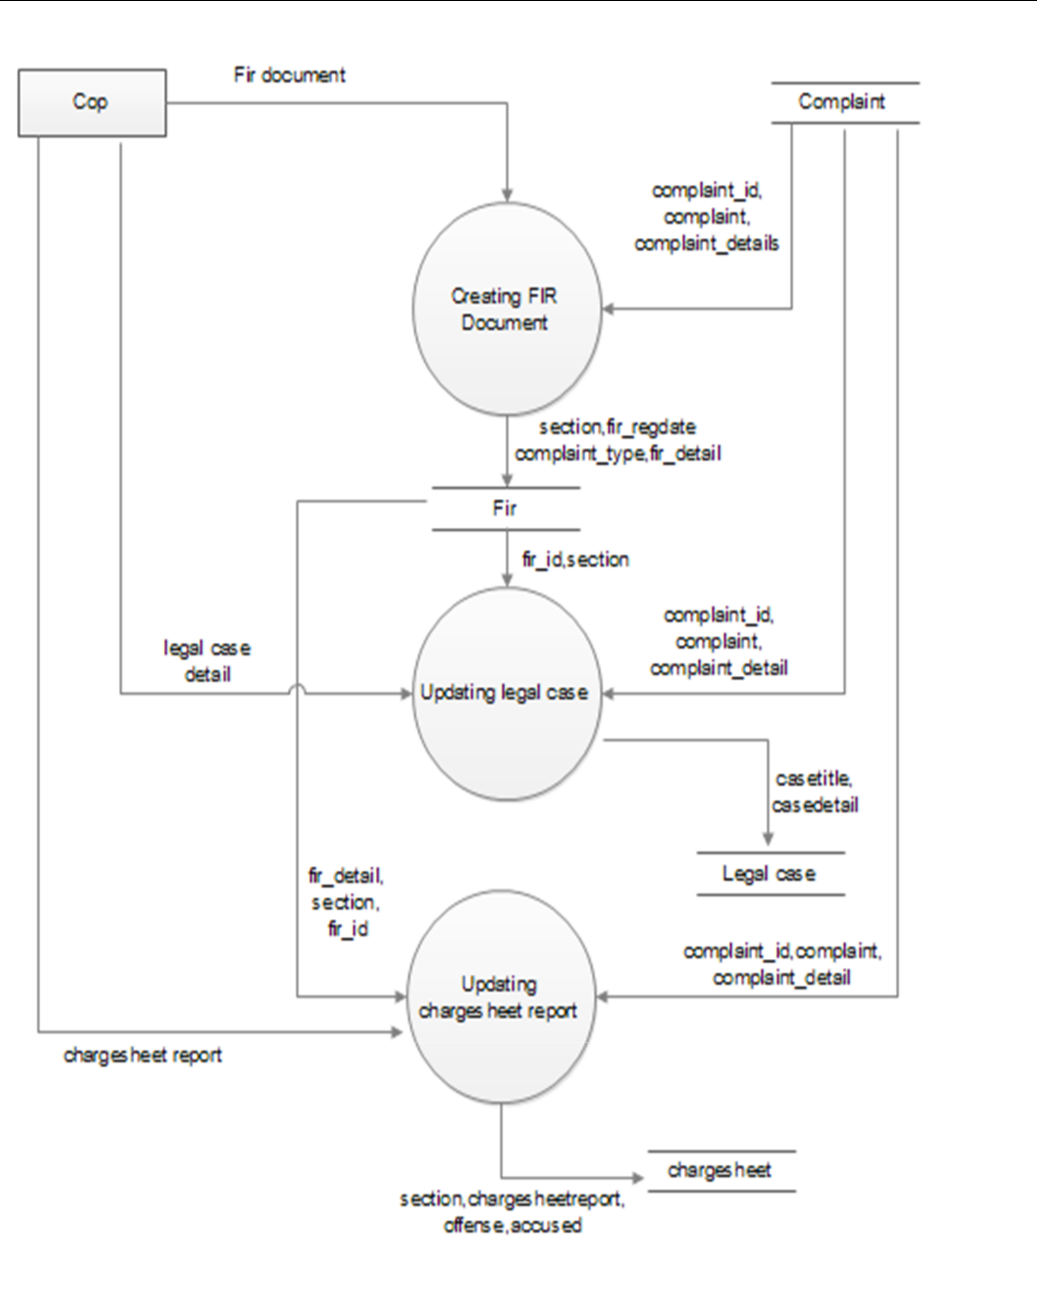 Fir document
Cop
Complaint
complaint_id,
complaint,
complaint_details
Creating FIR
Document
section,fir_regdate
complaint_type,fir_detail
Fir
fir_id,section
complaint_id,
complaint,
complaint_detail
legal case
detail
Updating legal case
casetitle,
casedetail
Legal case
fir_detail,
section,
fir_id
complaint_id,complaint,
complaint_detail
Updating
chargesheet report
chargesheet report
chargesheet
section,chargesheetreport,
offense,accused